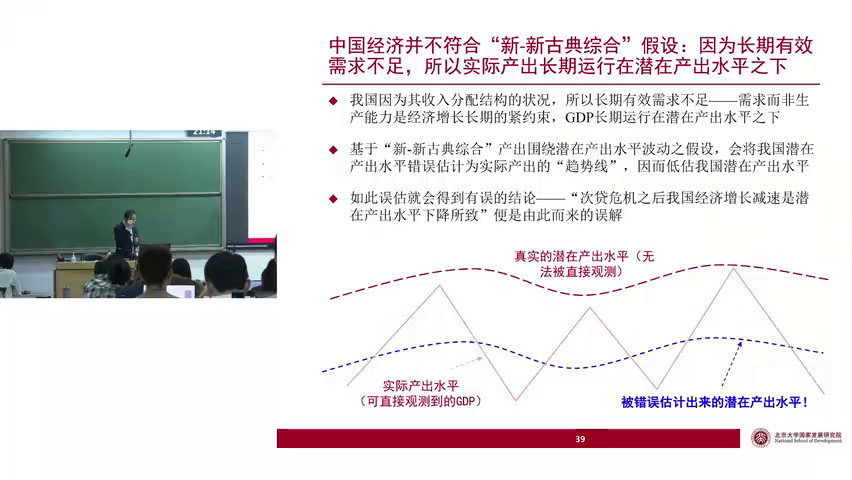 中国经济并不符合“新-新古典综合”假设：因为长期有效
需求不足，所以实际产出长期运行在潜在产出水平之下
我国因为其收入分配结构的状况，所以长期有效需求不足——需求而非生
产能力是经济增长长期的紧约束，GDP长期运行在潜在产出水平之下
基于“新-新古典综合”产出围绕潜在产出水平波动之假设，会将我国潜在
产出水平错误估计为实际产出的“趋势线”，因而低估我国潜在产出水平
如此误估就会得到有误的结论——“次贷危机之后我国经济增长减速是潜
在产出水平下降所致”便是由此而来的误解
真实的潜在产出水平（无
法被直接观测）
实际产出水平
（可直接观测到的GDP）
被错误估计出来的潜在产出水平！
39
北京大学国家发展研究院
National School of Development
21:14